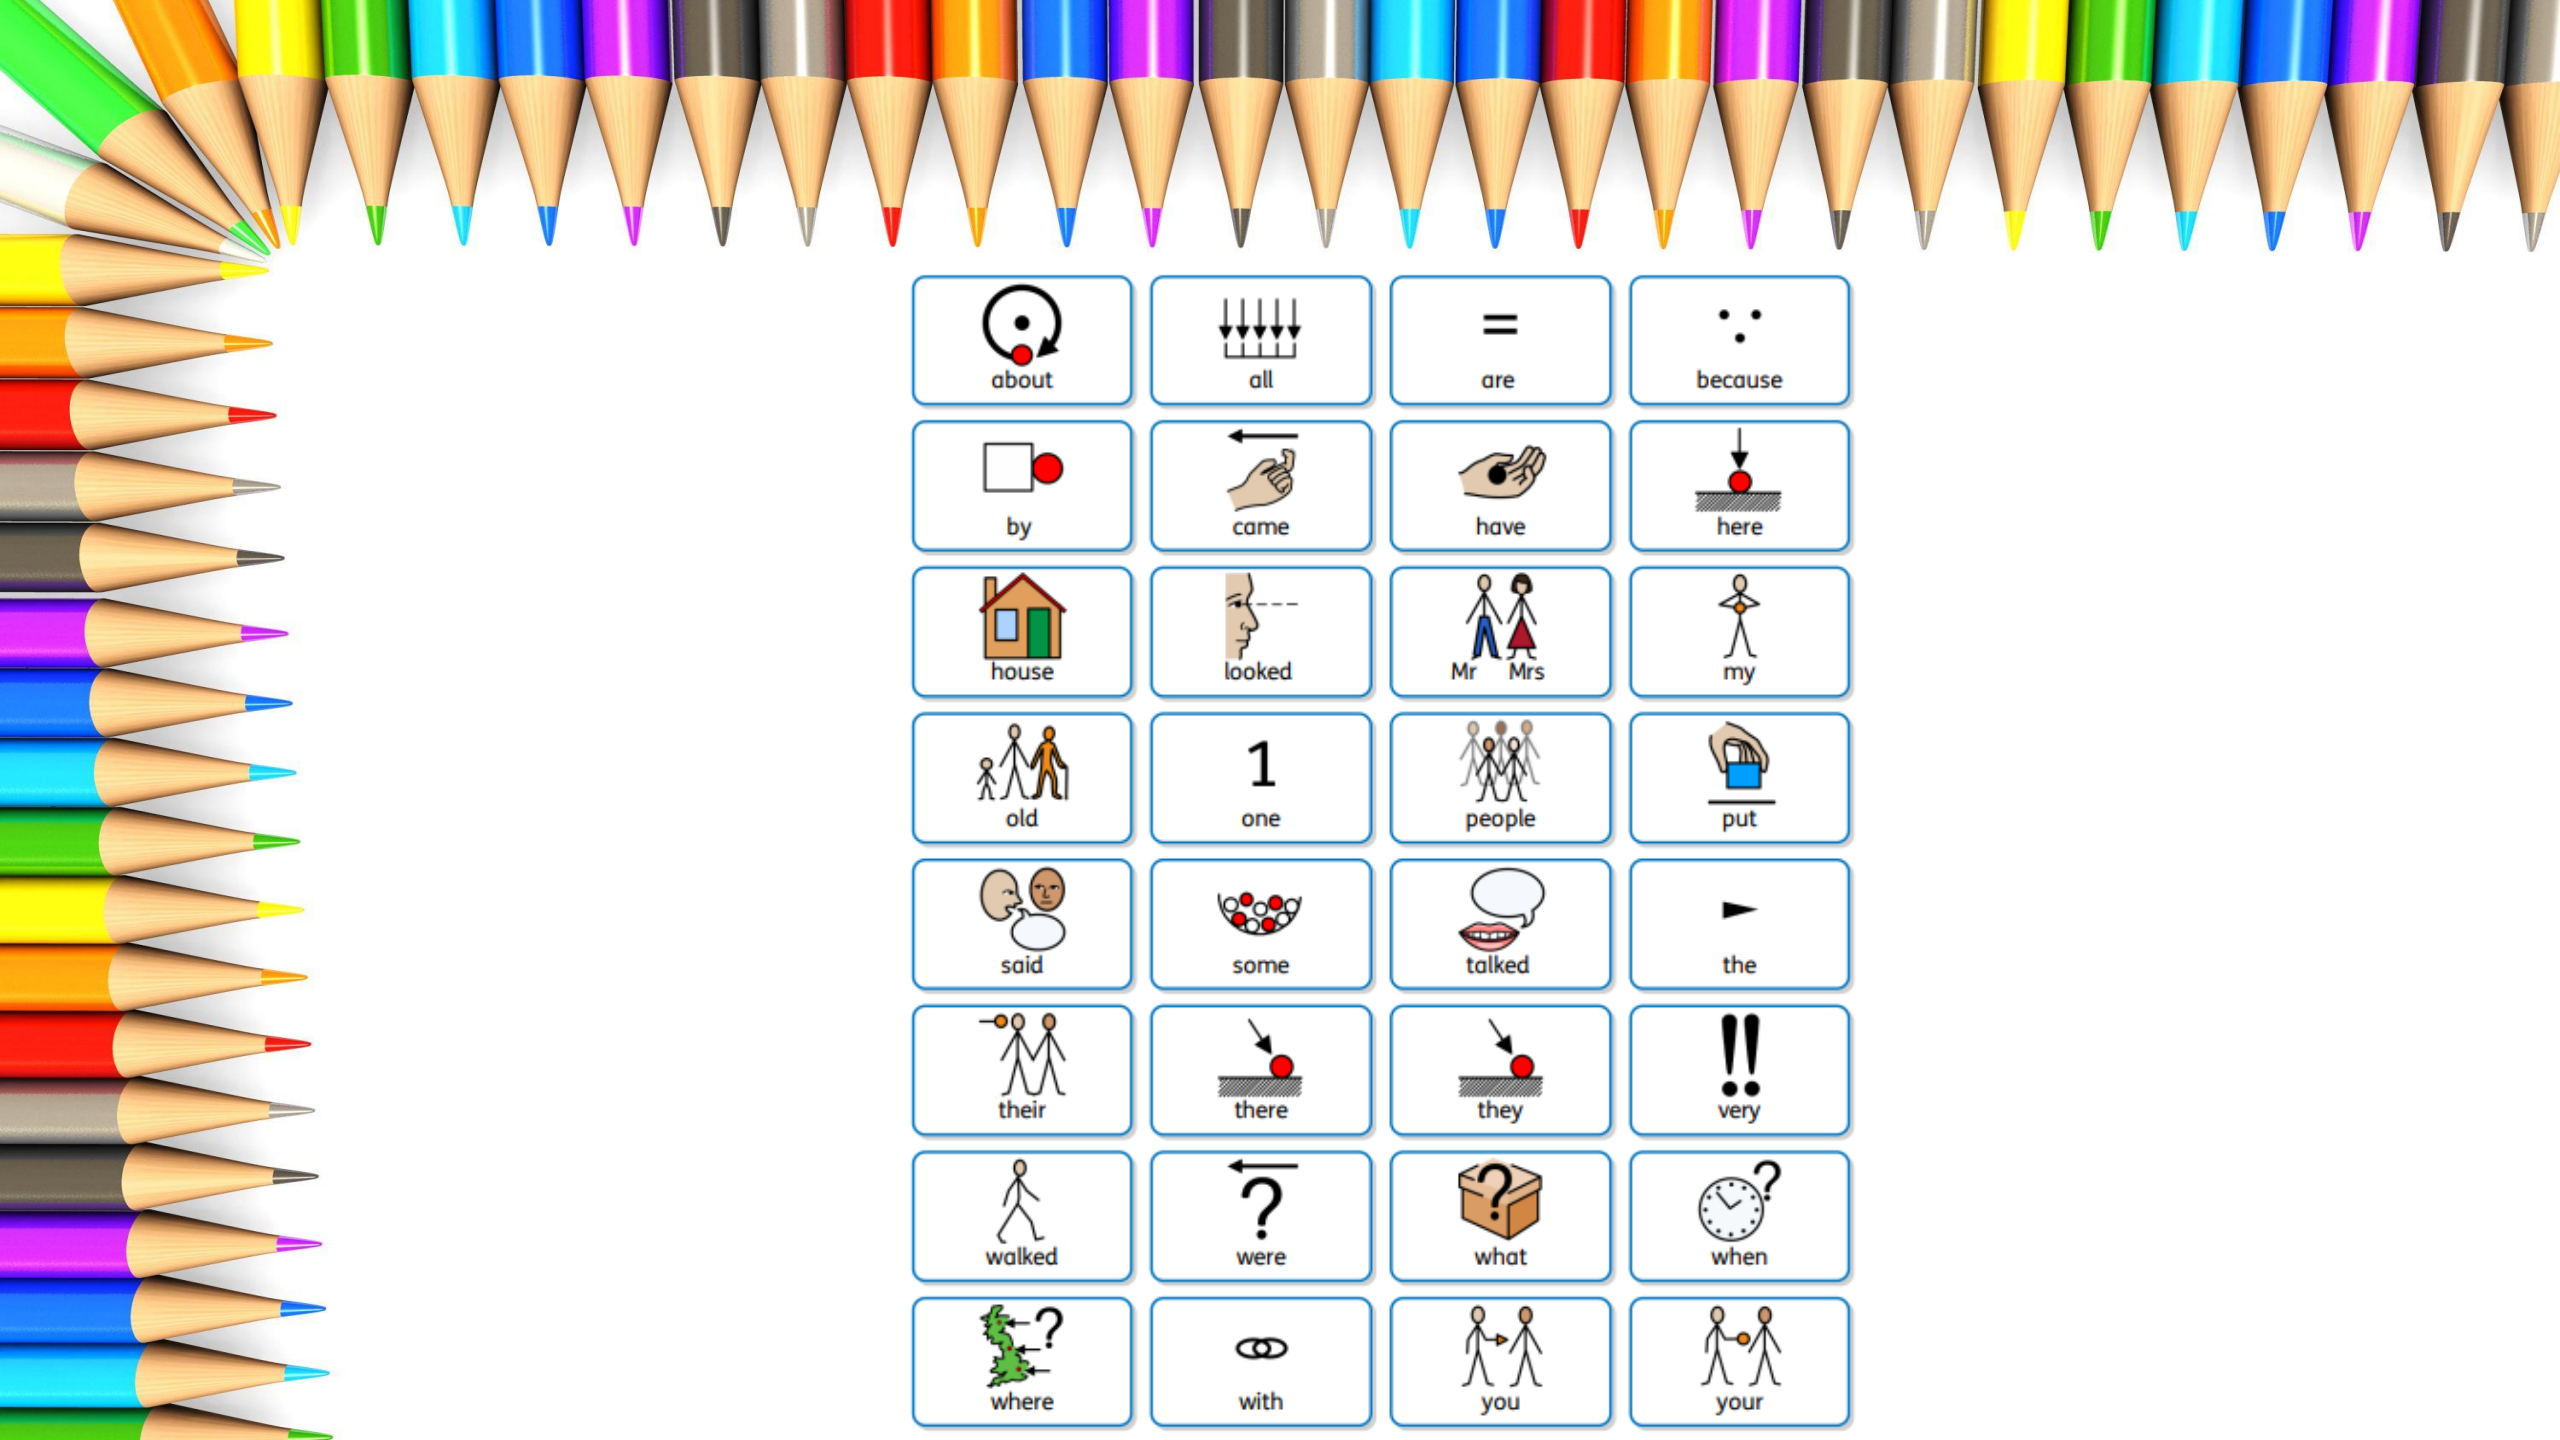 about all are because
by came have here
house looked Mr Mrs my
old 1 one people put
said some talked the
their there they !! very
walked ? were ? what ? when
? where with you your